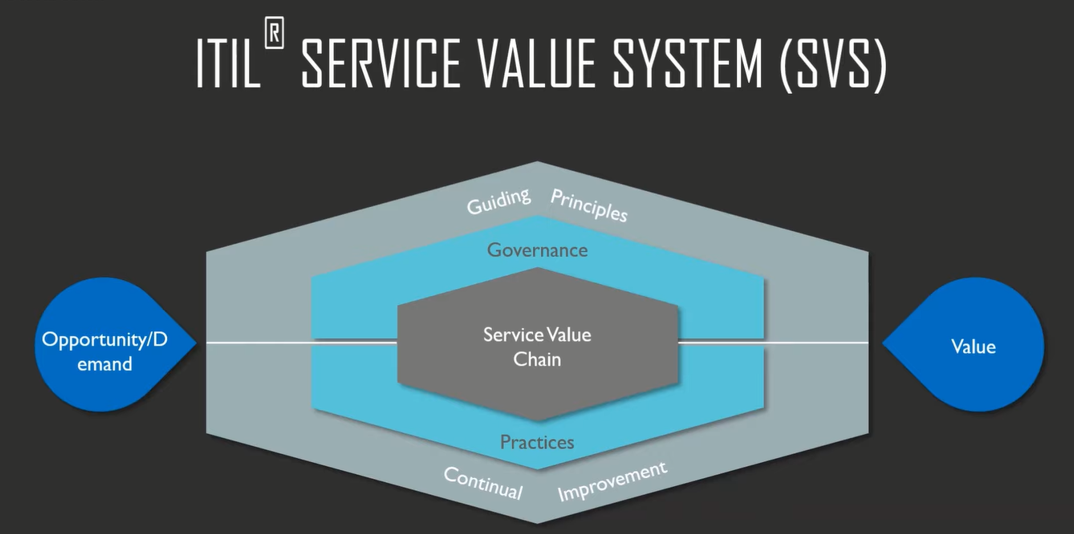 ITIL® SERVICE VALUE SYSTEM (SVS)
Guiding Principles
Governance
Opportunity/D
emand
Service Value
Chain
Value
Practices
Continual Improvement